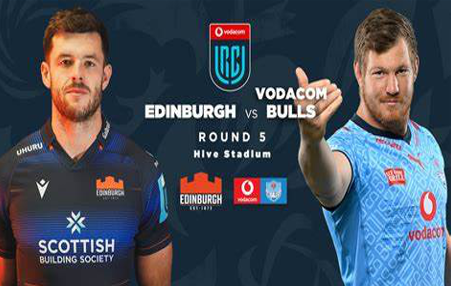 vodacom
URC
EDINBURGH VS VODACOM BULLS
ROUND 5
Hive Stadium
UHURU
EDINBURGH
SCOTTISH
BUILDING SOCIETY
EDINBURGH
EST·1872
vodacom
vodacom